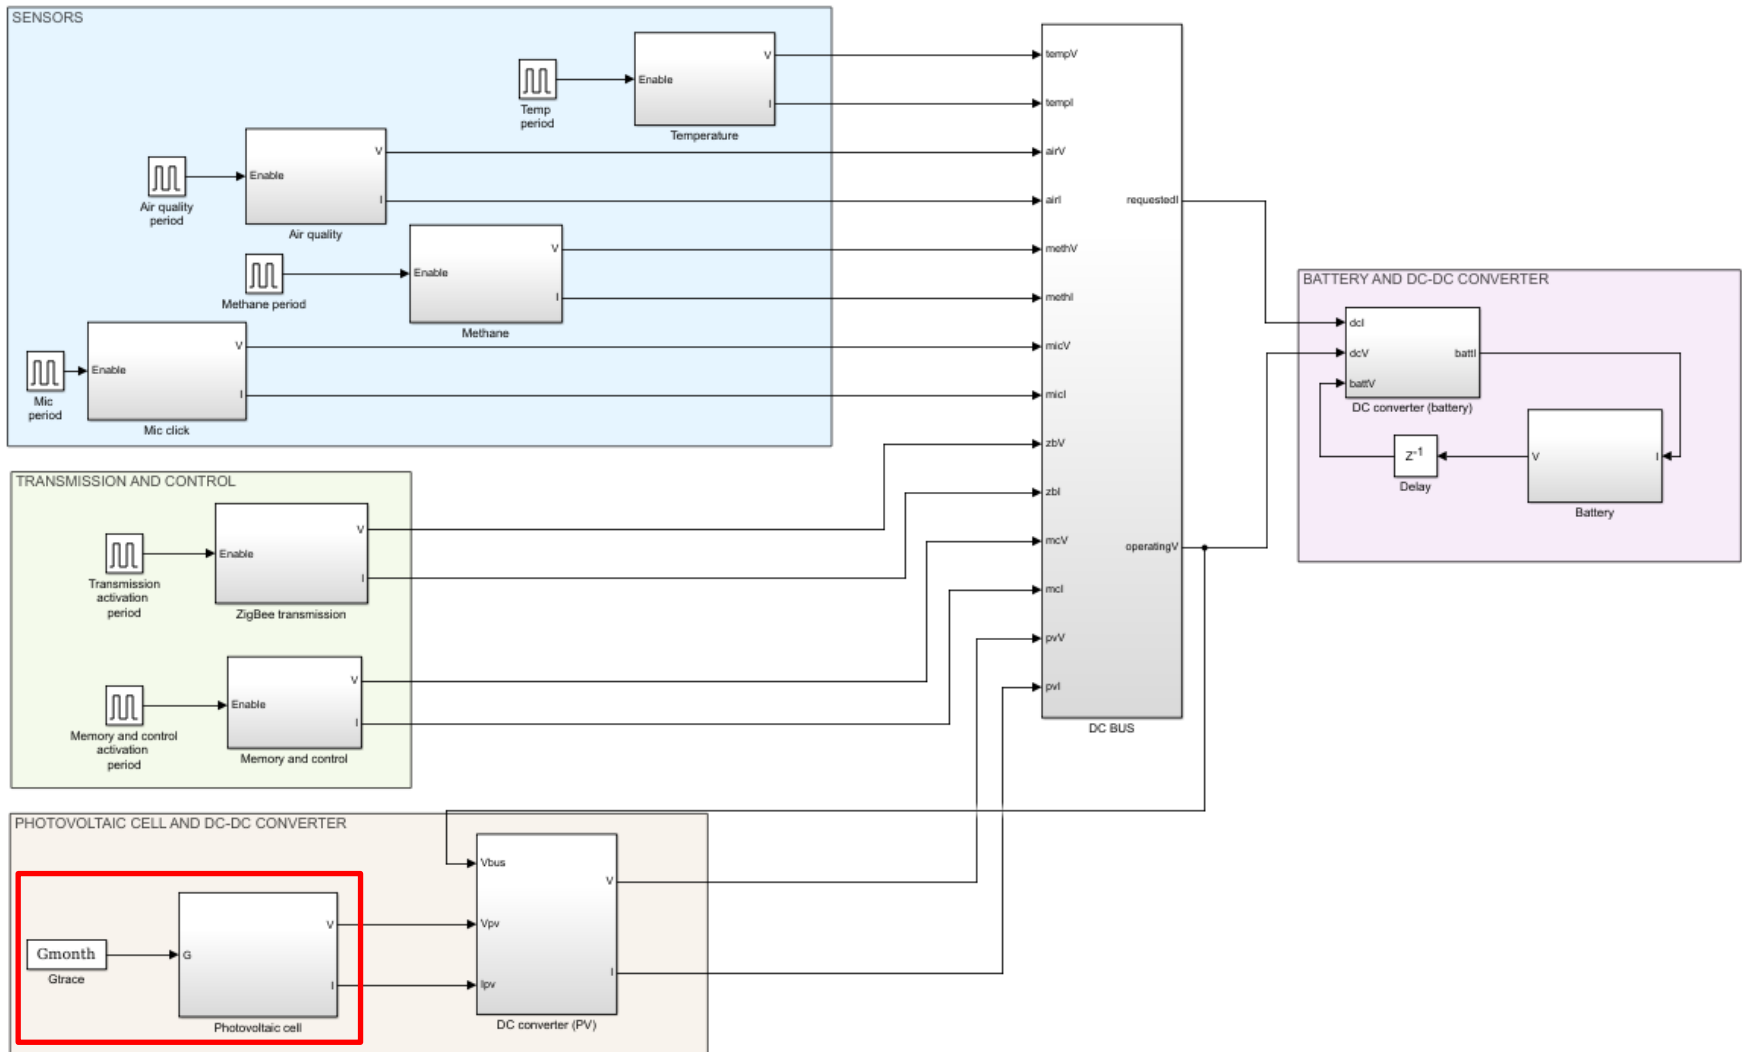 SENSORS
Temp
period
Enable
V
I
Temperature
Air quality
period
Enable
V
I
Air quality
Methane period
Enable
V
I
Methane
Mic
period
Enable
V
I
Mic click
TRANSMISSION AND CONTROL
Transmission
activation
period
Enable
V
I
ZigBee transmission
Memory and control
activation
period
Enable
V
I
Memory and control
PHOTOVOLTAIC CELL AND DC-DC CONVERTER
Gmonth
Gtrace
G
V
I
Photovoltaic cell
Vbus
Vpv
Ipv
V
I
DC converter (PV)
tempV
tempI
airV
airI
methV
methI
micV
micI
zbV
zbI
mcV
mcI
pvV
pvI
requestedI
operatingV
DC BUS
BATTERY AND DC-DC CONVERTER
dcI
dcV
battV
battI
DC converter (battery)
Z-1
Delay
V
I
Battery